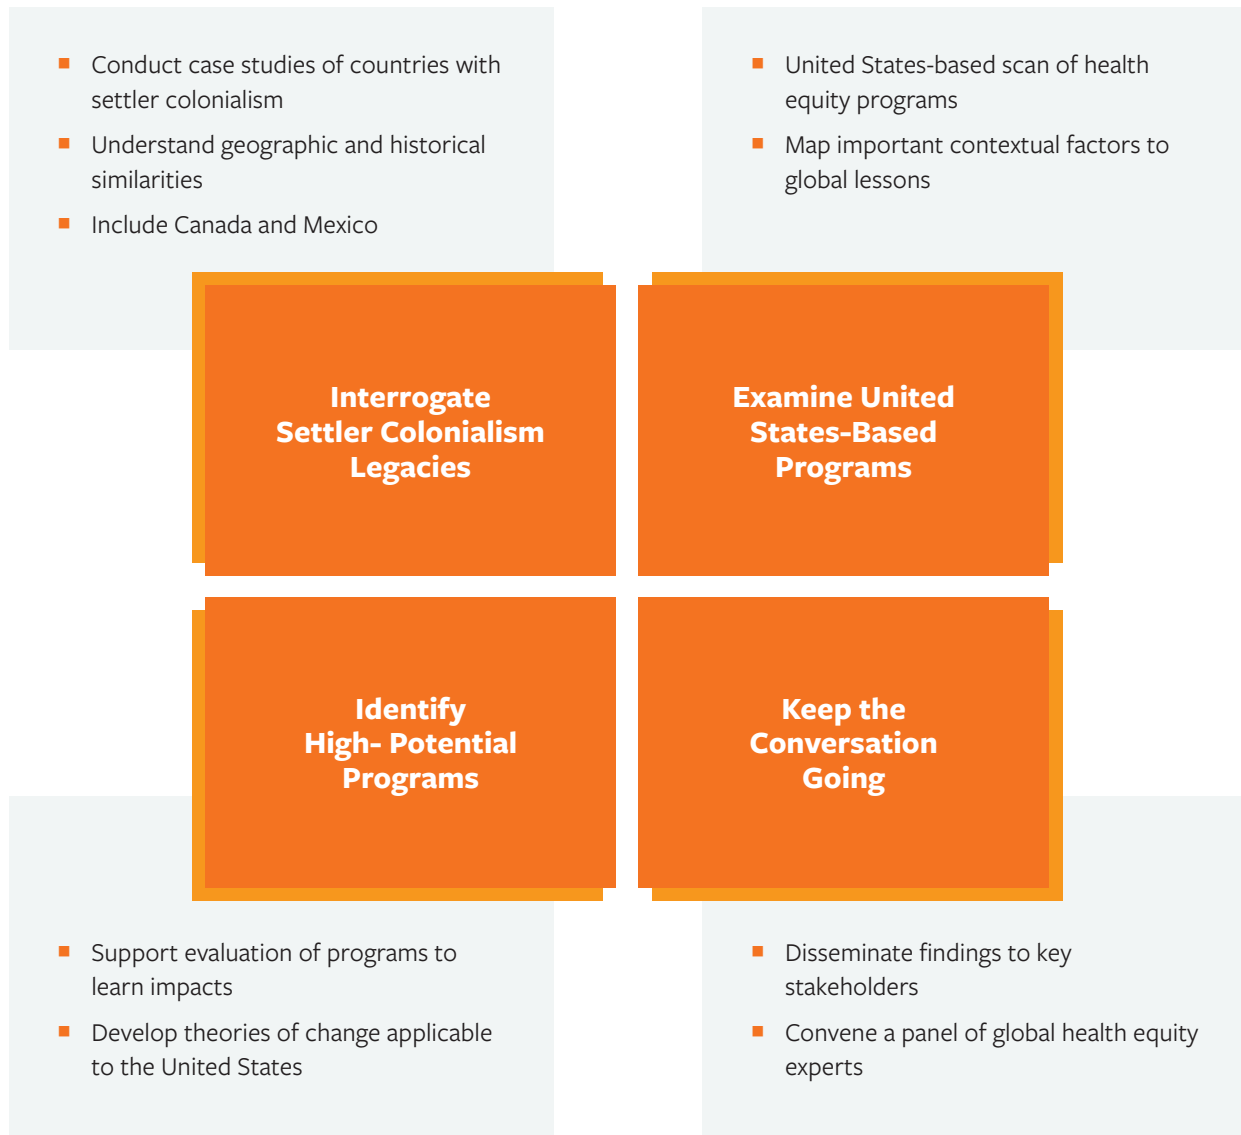 Conduct case studies of countries with
settler colonialism
Understand geographic and historical
similarities
Include Canada and Mexico
United States-based scan of health
equity programs
Map important contextual factors to
global lessons
Interrogate
Settler Colonialism
Legacies
Examine United
States-Based
Programs
Identify
High- Potential
Programs
Keep the
Conversation
Going
Support evaluation of programs to
learn impacts
Develop theories of change applicable
to the United States
Disseminate findings to key
stakeholders
Convene a panel of global health equity
experts